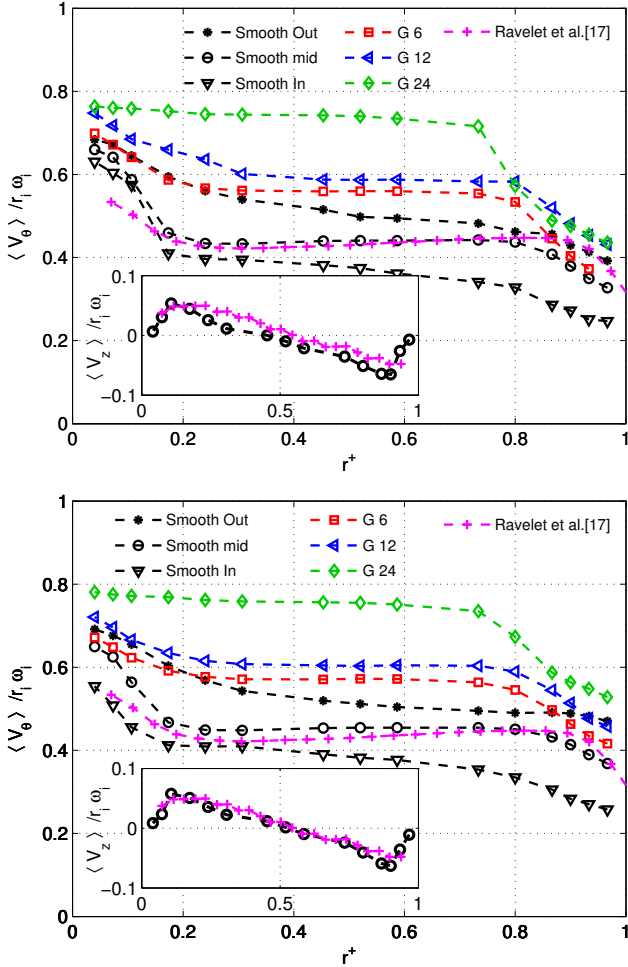 1
0.8
0.6
0.4
0.2
0
⟨ V_θ ⟩ /r_i ω_i
Smooth Out
Smooth mid
Smooth In
G 6
G 12
G 24
Ravelet et al.[17]
0.1
0
−0.1
⟨ V_z ⟩ /r_i ω_i
0 0.5 1
0 0.2 0.4 0.6 0.8 1
r⁺
1
0.8
0.6
0.4
0.2
0
⟨ V_θ ⟩ /r_i ω_i
Smooth Out
Smooth mid
Smooth In
G 6
G 12
G 24
Ravelet et al.[17]
0.1
0
−0.1
⟨ V_z ⟩ /r_i ω_i
0 0.5 1
0 0.2 0.4 0.6 0.8 1
r⁺